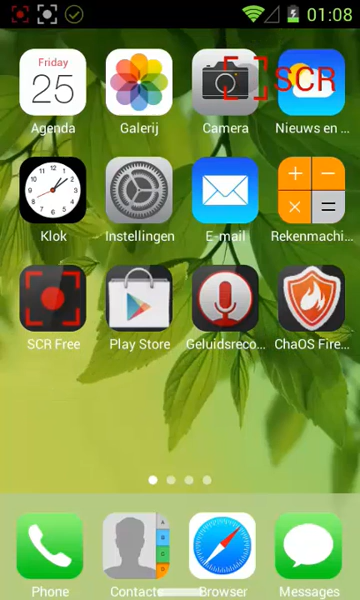 01:08
Friday
25
SCR
Agenda
Galerij
Camera
Nieuws en ...
Klok
Instellingen
E-mail
Rekenmachi...
SCR Free
Play Store
Geluidsreco...
ChaOS Fire...
A
B
C
D
Phone
Contacts
Browser
Messages